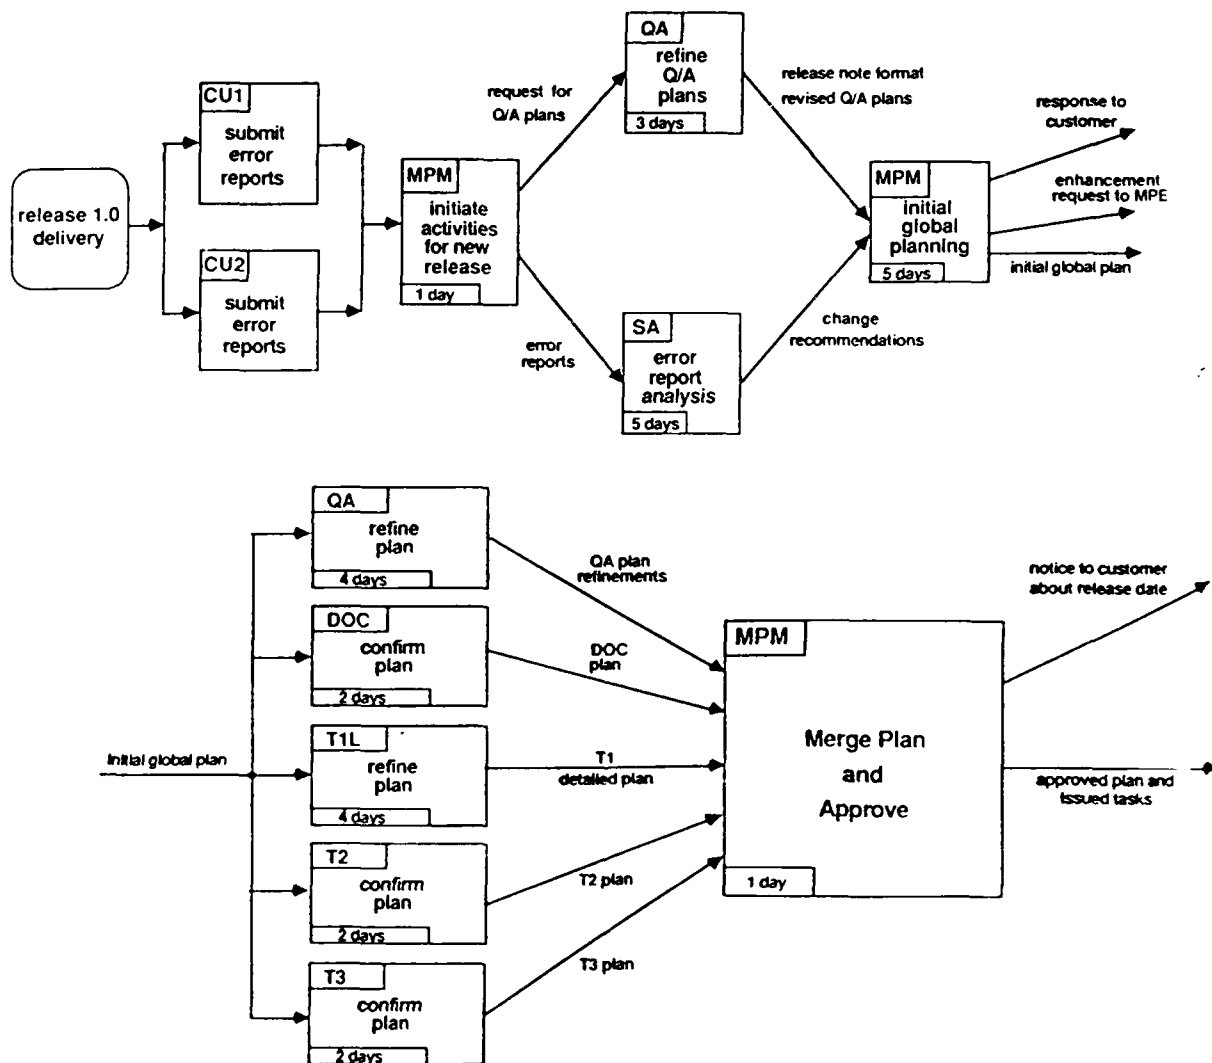 release 1.0
delivery
CU1
submit
error
reports
CU2
submit
error
reports
MPM
initiate
activities
for new
release
1 day
request for
Q/A plans
error
reports
QA
refine
Q/A
plans
3 days
SA
error
report
analysis
5 days
release note format
revised Q/A plans
change
recommendations
MPM
initial
global
planning
5 days
response to
customer
enhancement
request to MPE
initial global plan
Initial global plan
QA
refine
plan
4 days
DOC
confirm
plan
2 days
T1L
refine
plan
4 days
T2
confirm
plan
2 days
T3
confirm
plan
2 days
QA plan
refinements
DOC
plan
T1
detailed plan
T2 plan
T3 plan
MPM
Merge Plan
and
Approve
1 day
notice to customer
about release date
approved plan and
Issued tasks